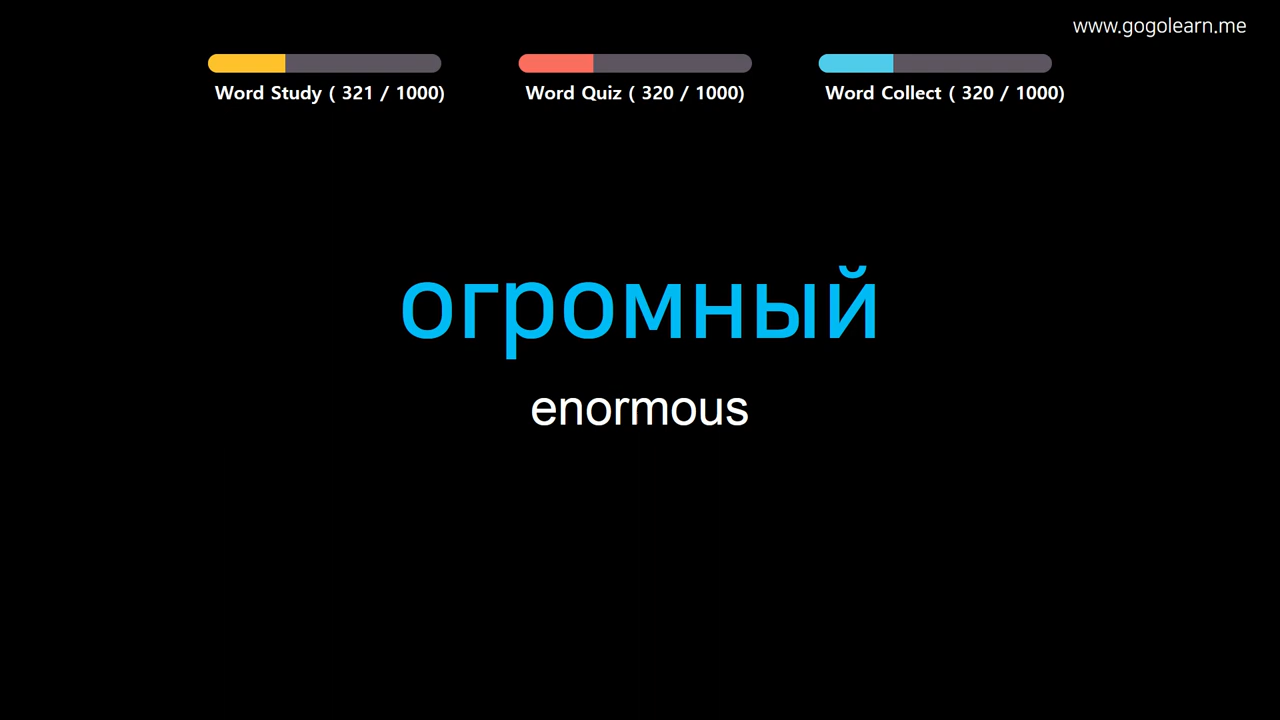 www.gogolearn.me
Word Study ( 321 / 1000)
Word Quiz ( 320 / 1000)
Word Collect ( 320 / 1000)
огромный
enormous